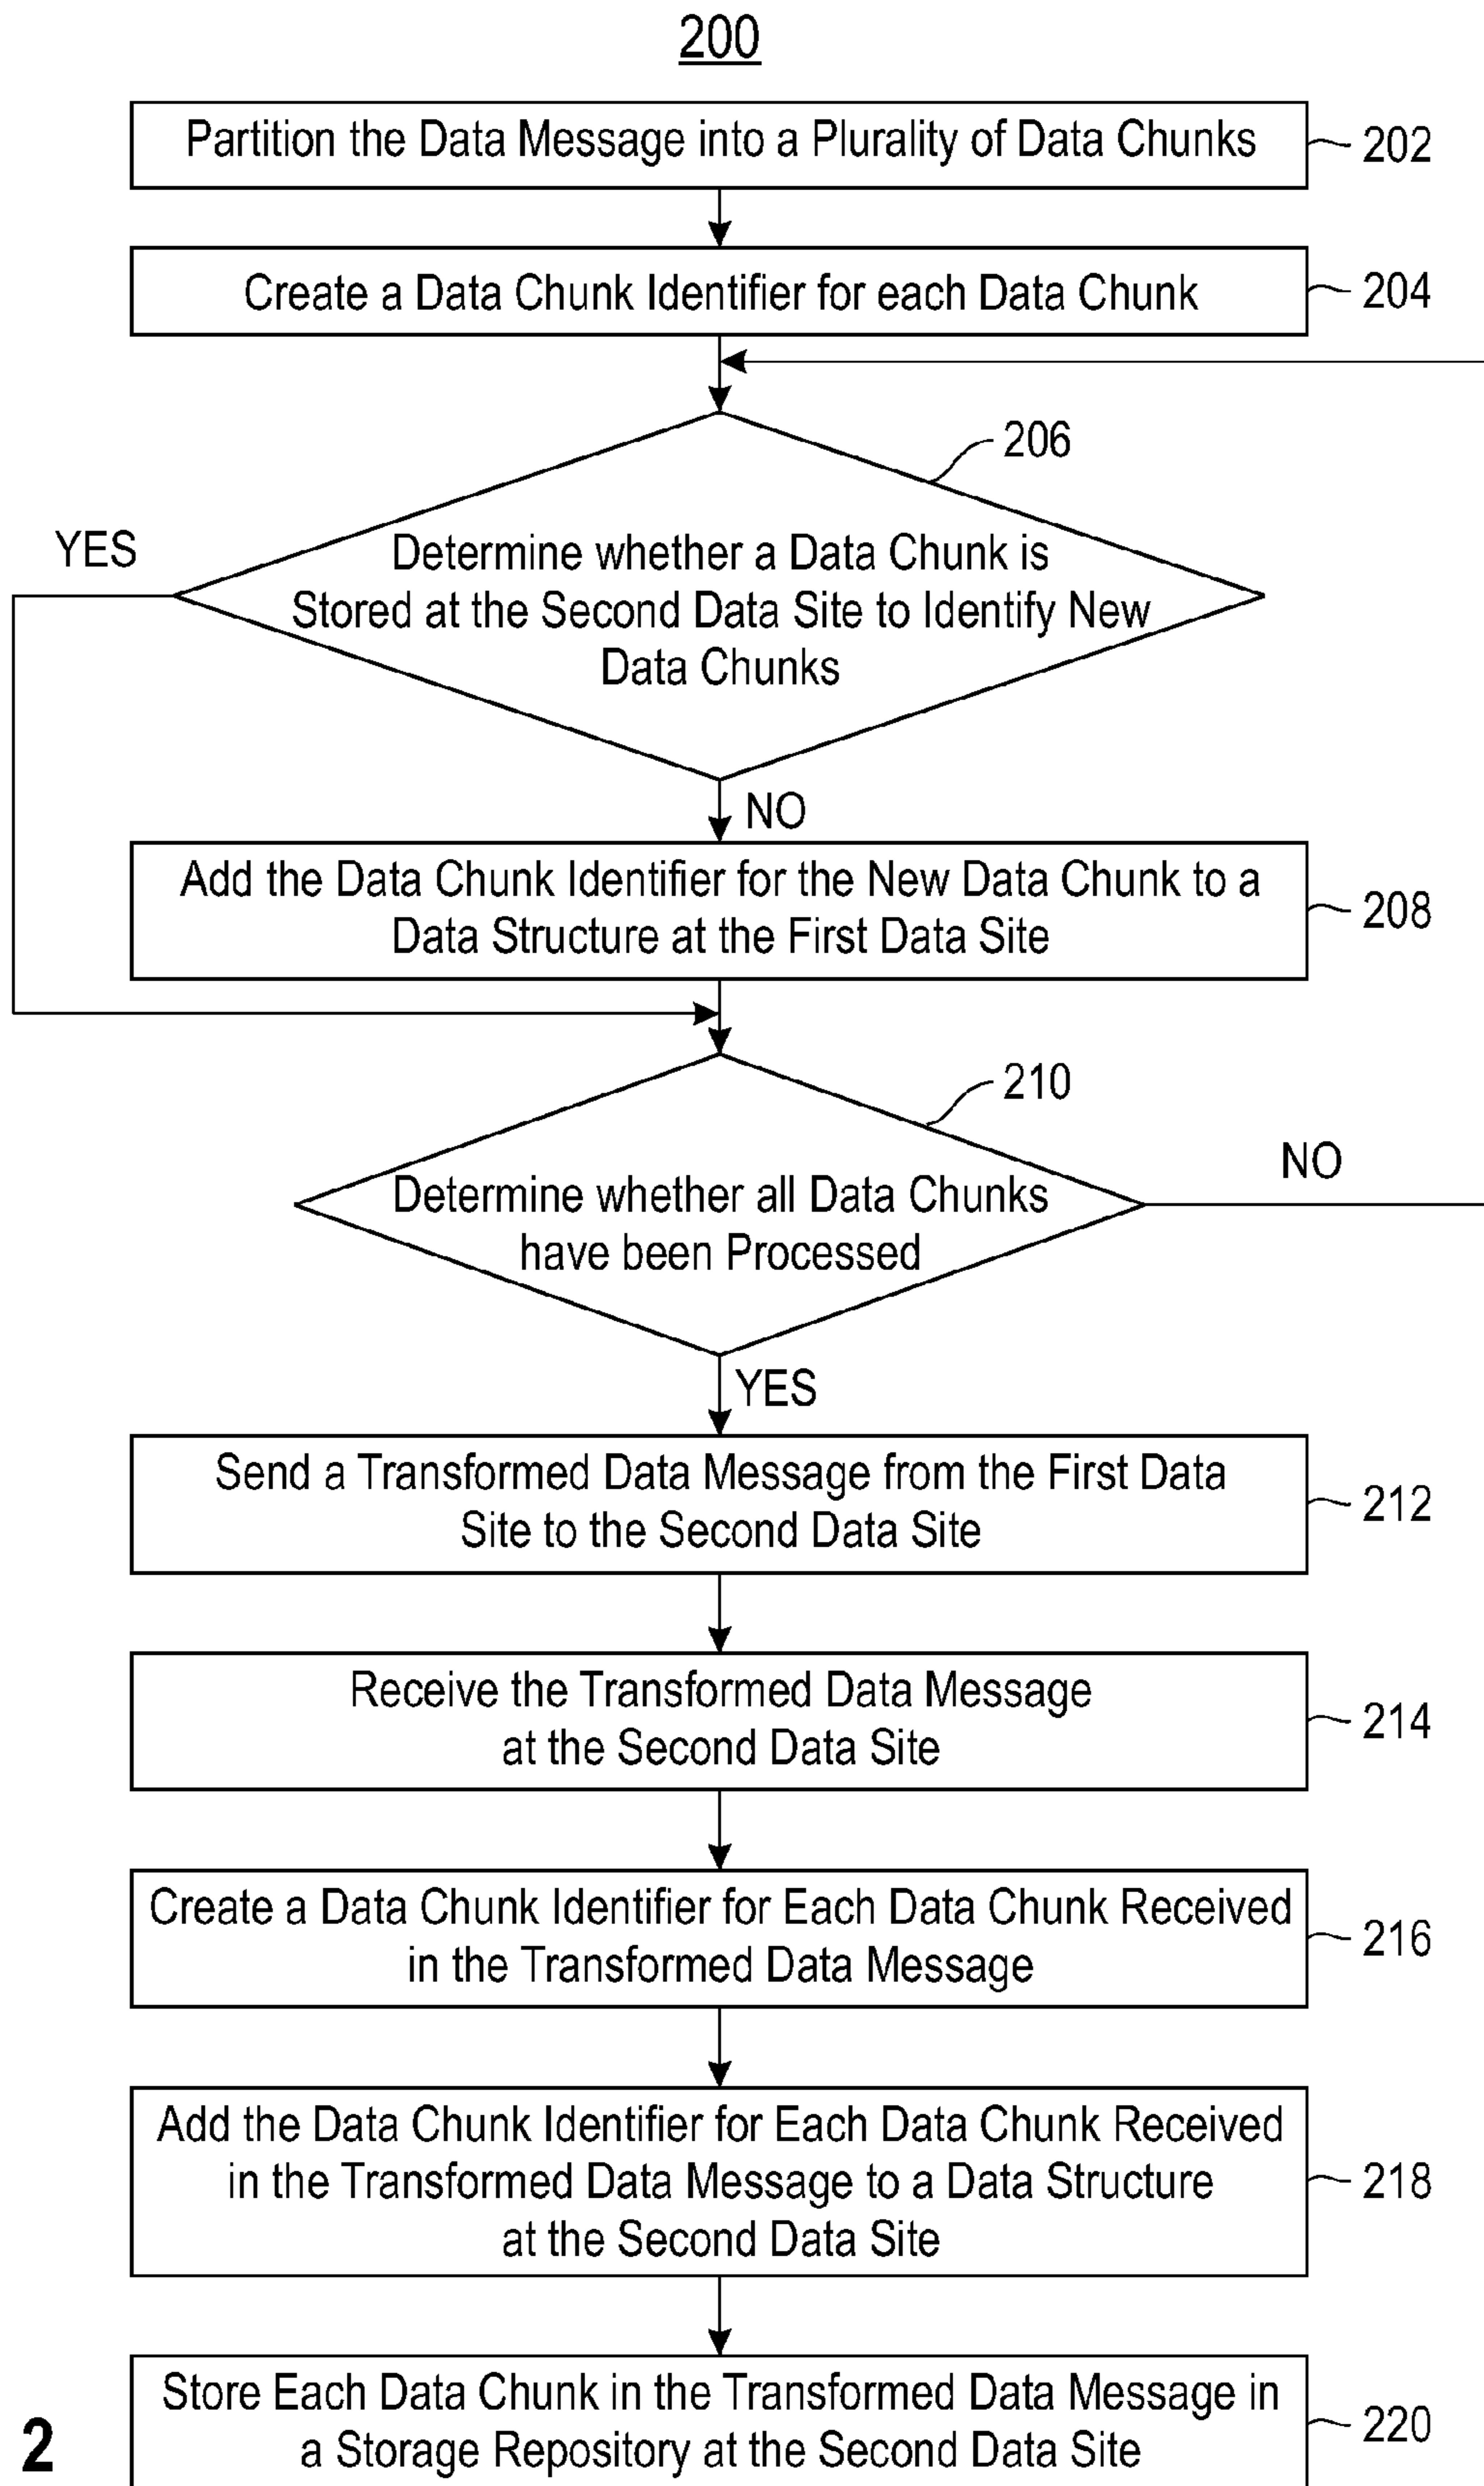 200
Partition the Data Message into a Plurality of Data Chunks
202
Create a Data Chunk Identifier for each Data Chunk
204
206
YES
Determine whether a Data Chunk is
Stored at the Second Data Site to Identify New
Data Chunks
NO
Add the Data Chunk Identifier for the New Data Chunk to a
Data Structure at the First Data Site
208
210
NO
Determine whether all Data Chunks
have been Processed
YES
Send a Transformed Data Message from the First Data
Site to the Second Data Site
212
Receive the Transformed Data Message
at the Second Data Site
214
Create a Data Chunk Identifier for Each Data Chunk Received
in the Transformed Data Message
216
Add the Data Chunk Identifier for Each Data Chunk Received
in the Transformed Data Message to a Data Structure
at the Second Data Site
218
Store Each Data Chunk in the Transformed Data Message in
a Storage Repository at the Second Data Site
220
2